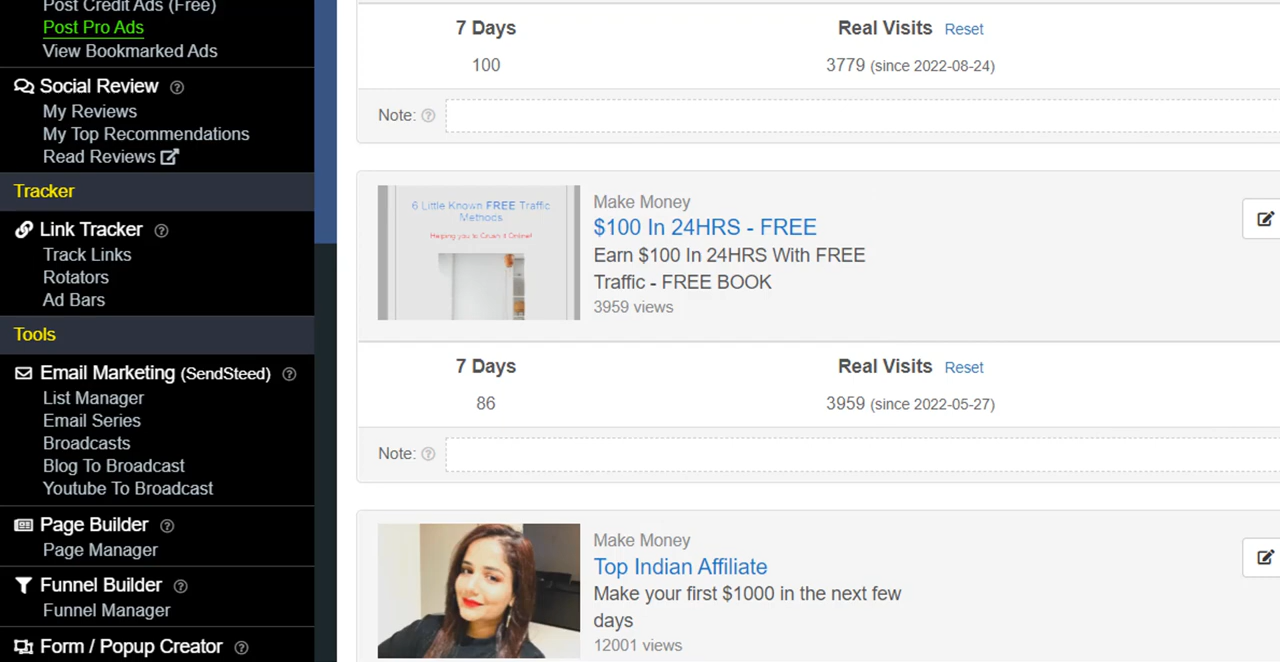 Post Credit Ads (Free)
Post Pro Ads
View Bookmarked Ads
Social Review
My Reviews
My Top Recommendations
Read Reviews
Tracker
Link Tracker
Track Links
Rotators
Ad Bars
Tools
Email Marketing (SendSteed)
List Manager
Email Series
Broadcasts
Blog To Broadcast
Youtube To Broadcast
Page Builder
Page Manager
Funnel Builder
Funnel Manager
Form / Popup Creator
7 Days Real Visits Reset
100 3779 (since 2022-08-24)
Note:
6 Little Known FREE Traffic
Methods
Helping you to Crush it Online!
Make Money
$100 In 24HRS - FREE
Earn $100 In 24HRS With FREE
Traffic - FREE BOOK
3959 views
7 Days Real Visits Reset
86 3959 (since 2022-05-27)
Note:
Make Money
Top Indian Affiliate
Make your first $1000 in the next few
days
12001 views